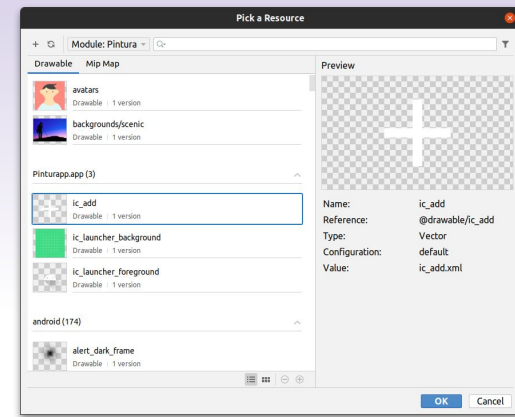 Pick a Resource
Module: Pintura
Drawable Mip Map
avatars
Drawable | 1 version
backgrounds/scenic
Drawable | 1 version
Pinturapp.app (3)
ic_add
Drawable | 1 version
ic_launcher_background
Drawable | 1 version
ic_launcher_foreground
Drawable | 1 version
android (174)
alert_dark_frame
Drawable | 1 version
Preview
Name: ic_add
Reference: @drawable/ic_add
Type: Vector
Configuration: default
Value: ic_add.xml
OK Cancel